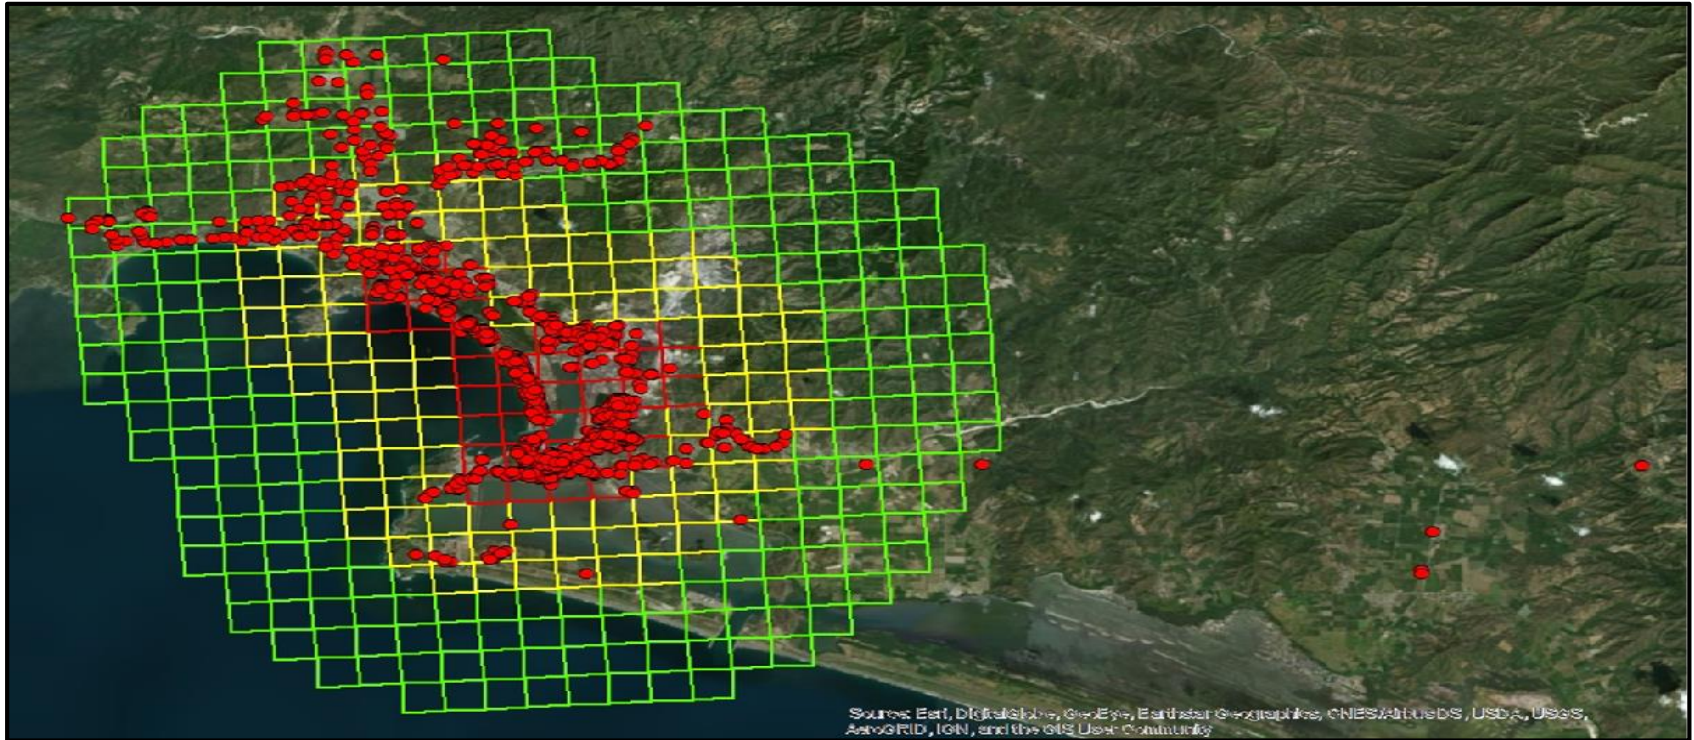 Source: Esri, DigitalGlobe, GeoEye, Earthstar Geographics, CNES/Airbus DS, USDA, USGS,
AeroGRID, IGN, and the GIS User Community